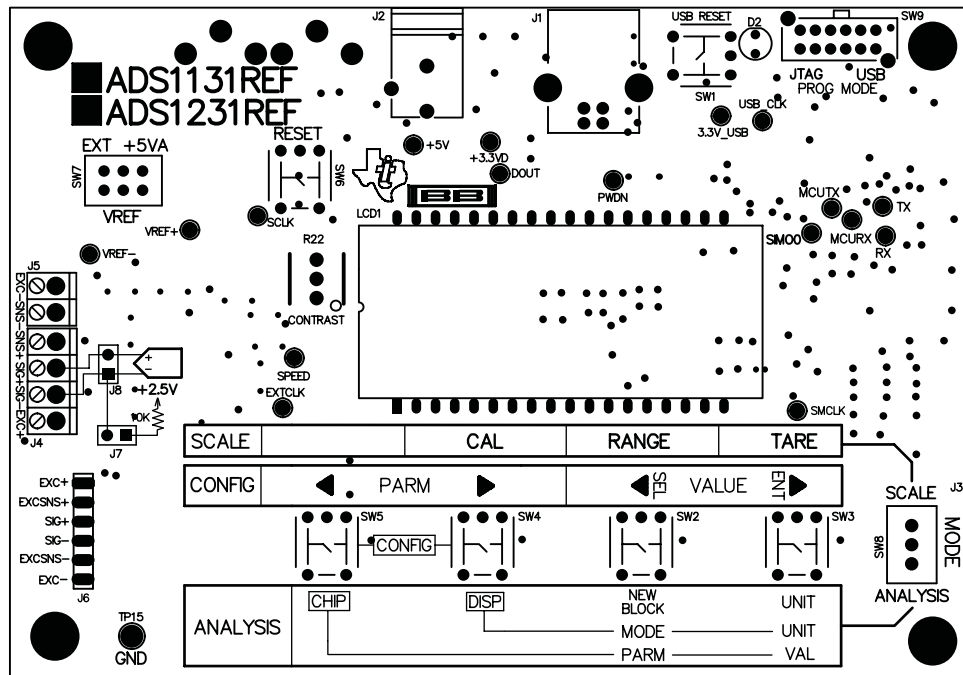 J2
J1
USB RESET
D2
SW9
ADS1131REF
ADS1231REF
SW1
JTAG USB
PROG MODE
USB_CLK
3.3V_USB
EXT +5VA
SW7
VREF
RESET
SW6
+5V
+3.3VD
DOUT
PWDN
BB
LCD1
SCLK
VREF+
VREF-
MCUTX
TX
SIMO0
MCURX
RX
R22
CONTRAST
J5
EXC-
SNS-
SNS+
SIG+
SIG-
EXC+
J4
+
-
+2.5V
J8
10K
J7
SPEED
EXTCLK
SMCLK
SCALE CAL RANGE TARE
CONFIG PARM SEL VALUE ENT
EXC+
EXCSNS+
SIG+
SIG-
EXCSNS-
EXC-
J6
SW5
CONFIG
SW4
SW2
SW3
SCALE
J3
SW8
MODE
ANALYSIS
TP15
GND
ANALYSIS
CHIP DISP NEW BLOCK UNIT
MODE UNIT
PARM VAL